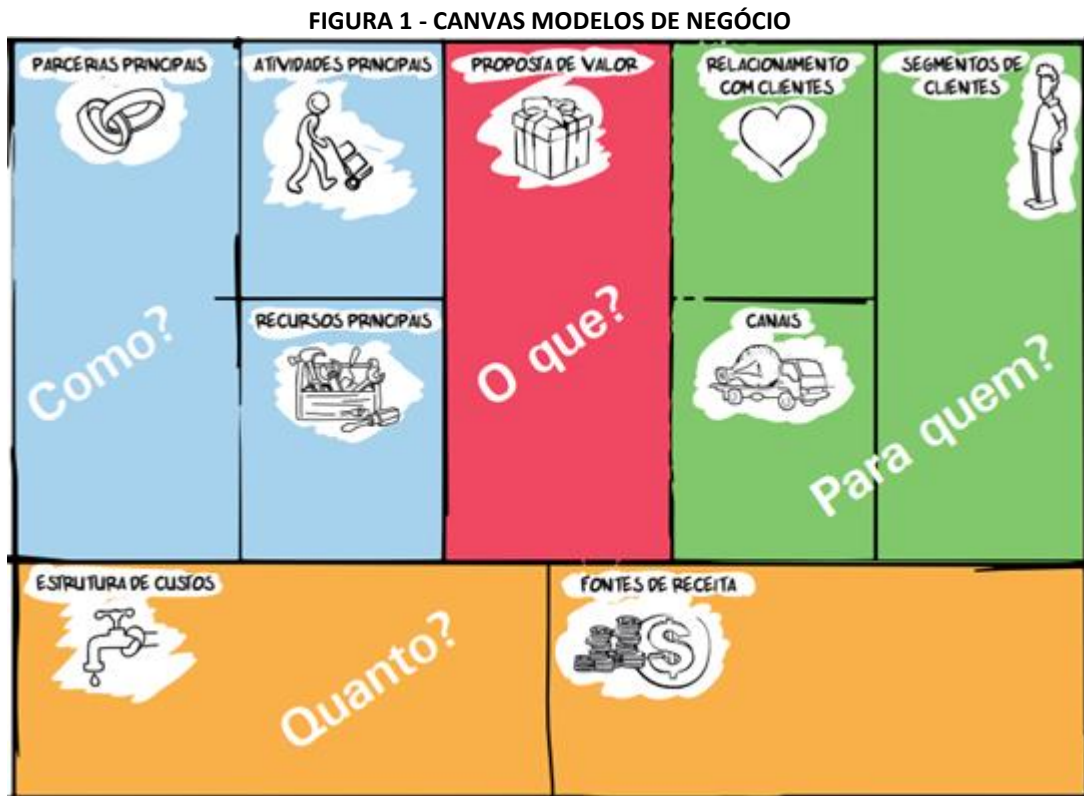 FIGURA 1 - CANVAS MODELOS DE NEGÓCIO
PARCERIAS PRINCIPAIS
Como?
ATIVIDADES PRINCIPAIS
RECURSOS PRINCIPAIS
PROPOSTA DE VALOR
O que?
RELACIONAMENTO
COM CLIENTES
CANAIS
SEGMENTOS DE
CLIENTES
Para quem?
ESTRUTURA DE CUSTOS
Quanto?
FONTES DE RECEITA
$